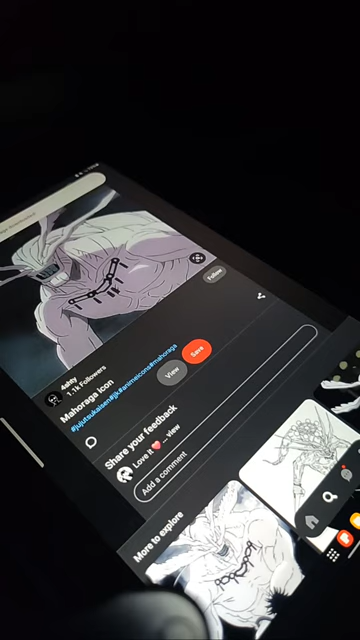 Follow
4ohty
1.1k Followers
Mahoraga icon
#jujutsukaisen#jjk#animeicons#mahoraga
View
Save
Share your feedback
Love it ❤️ – view
Add a comment
More to explore